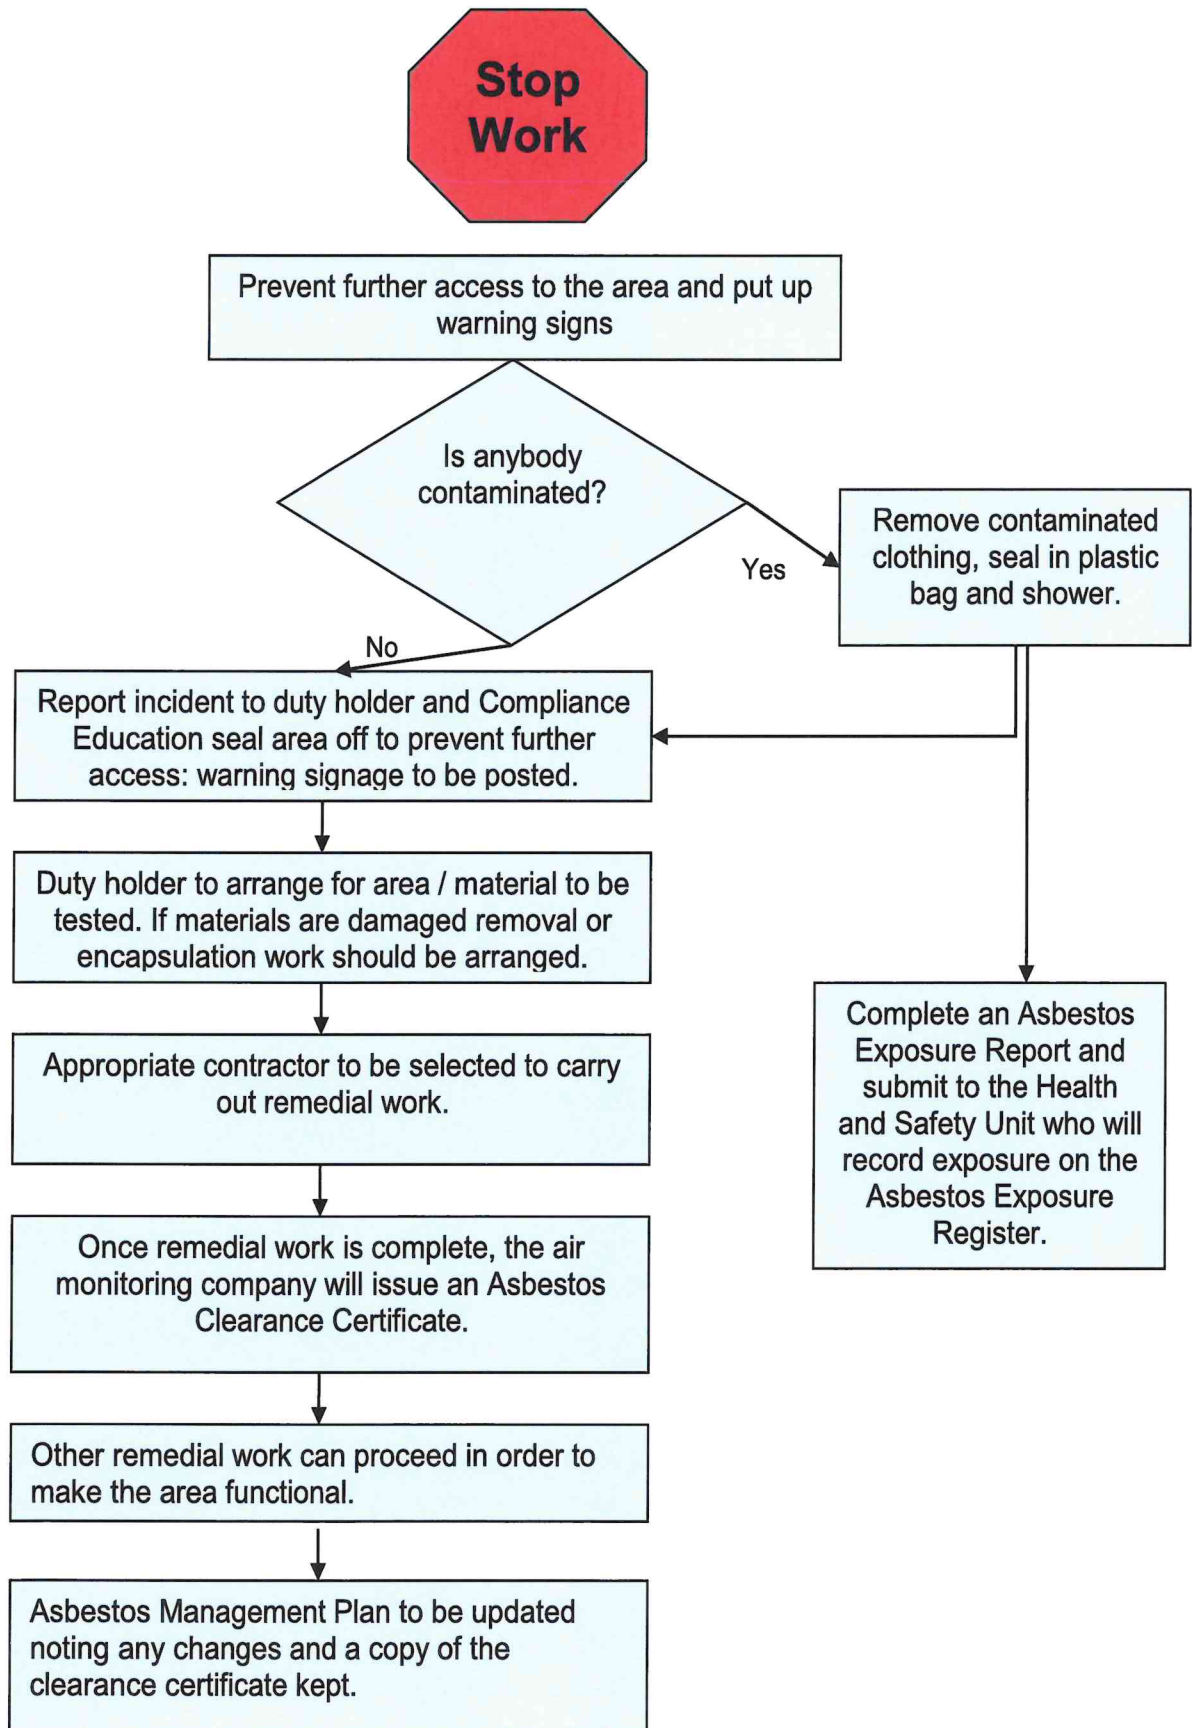 Stop
Work
Prevent further access to the area and put up
warning signs
Is anybody
contaminated?
Yes
Remove contaminated
clothing, seal in plastic
bag and shower.
No
Report incident to duty holder and Compliance
Education seal area off to prevent further
access: warning signage to be posted.
Duty holder to arrange for area / material to be
tested. If materials are damaged removal or
encapsulation work should be arranged.
Complete an Asbestos
Exposure Report and
submit to the Health
and Safety Unit who will
record exposure on the
Asbestos Exposure
Register.
Appropriate contractor to be selected to carry
out remedial work.
Once remedial work is complete, the air
monitoring company will issue an Asbestos
Clearance Certificate.
Other remedial work can proceed in order to
make the area functional.
Asbestos Management Plan to be updated
noting any changes and a copy of the
clearance certificate kept.